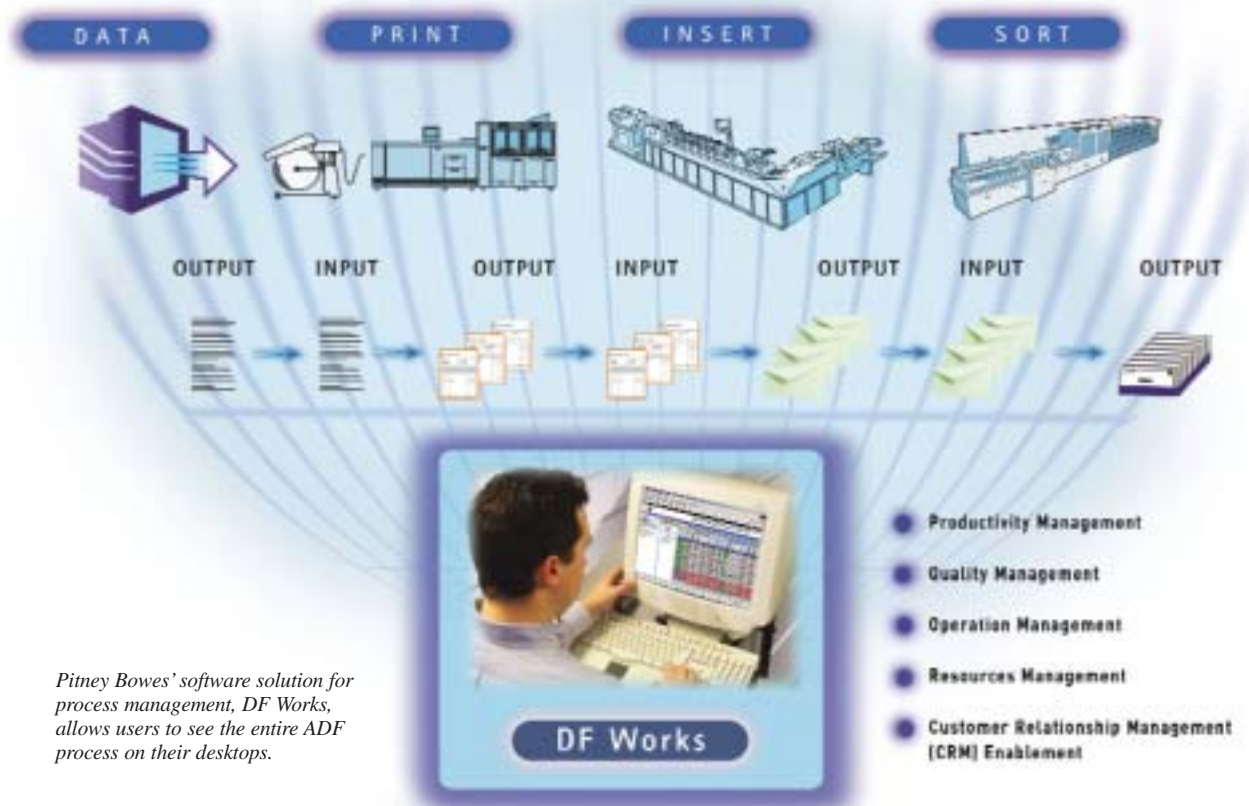 DATA
PRINT
INSERT
SORT
OUTPUT INPUT OUTPUT INPUT OUTPUT INPUT OUTPUT
Productivity Management
Quality Management
Operation Management
Resources Management
Customer Relationship Management
(CRM) Enablement
Pitney Bowes' software solution for
process management, DF Works,
allows users to see the entire ADF
process on their desktops.
DF Works